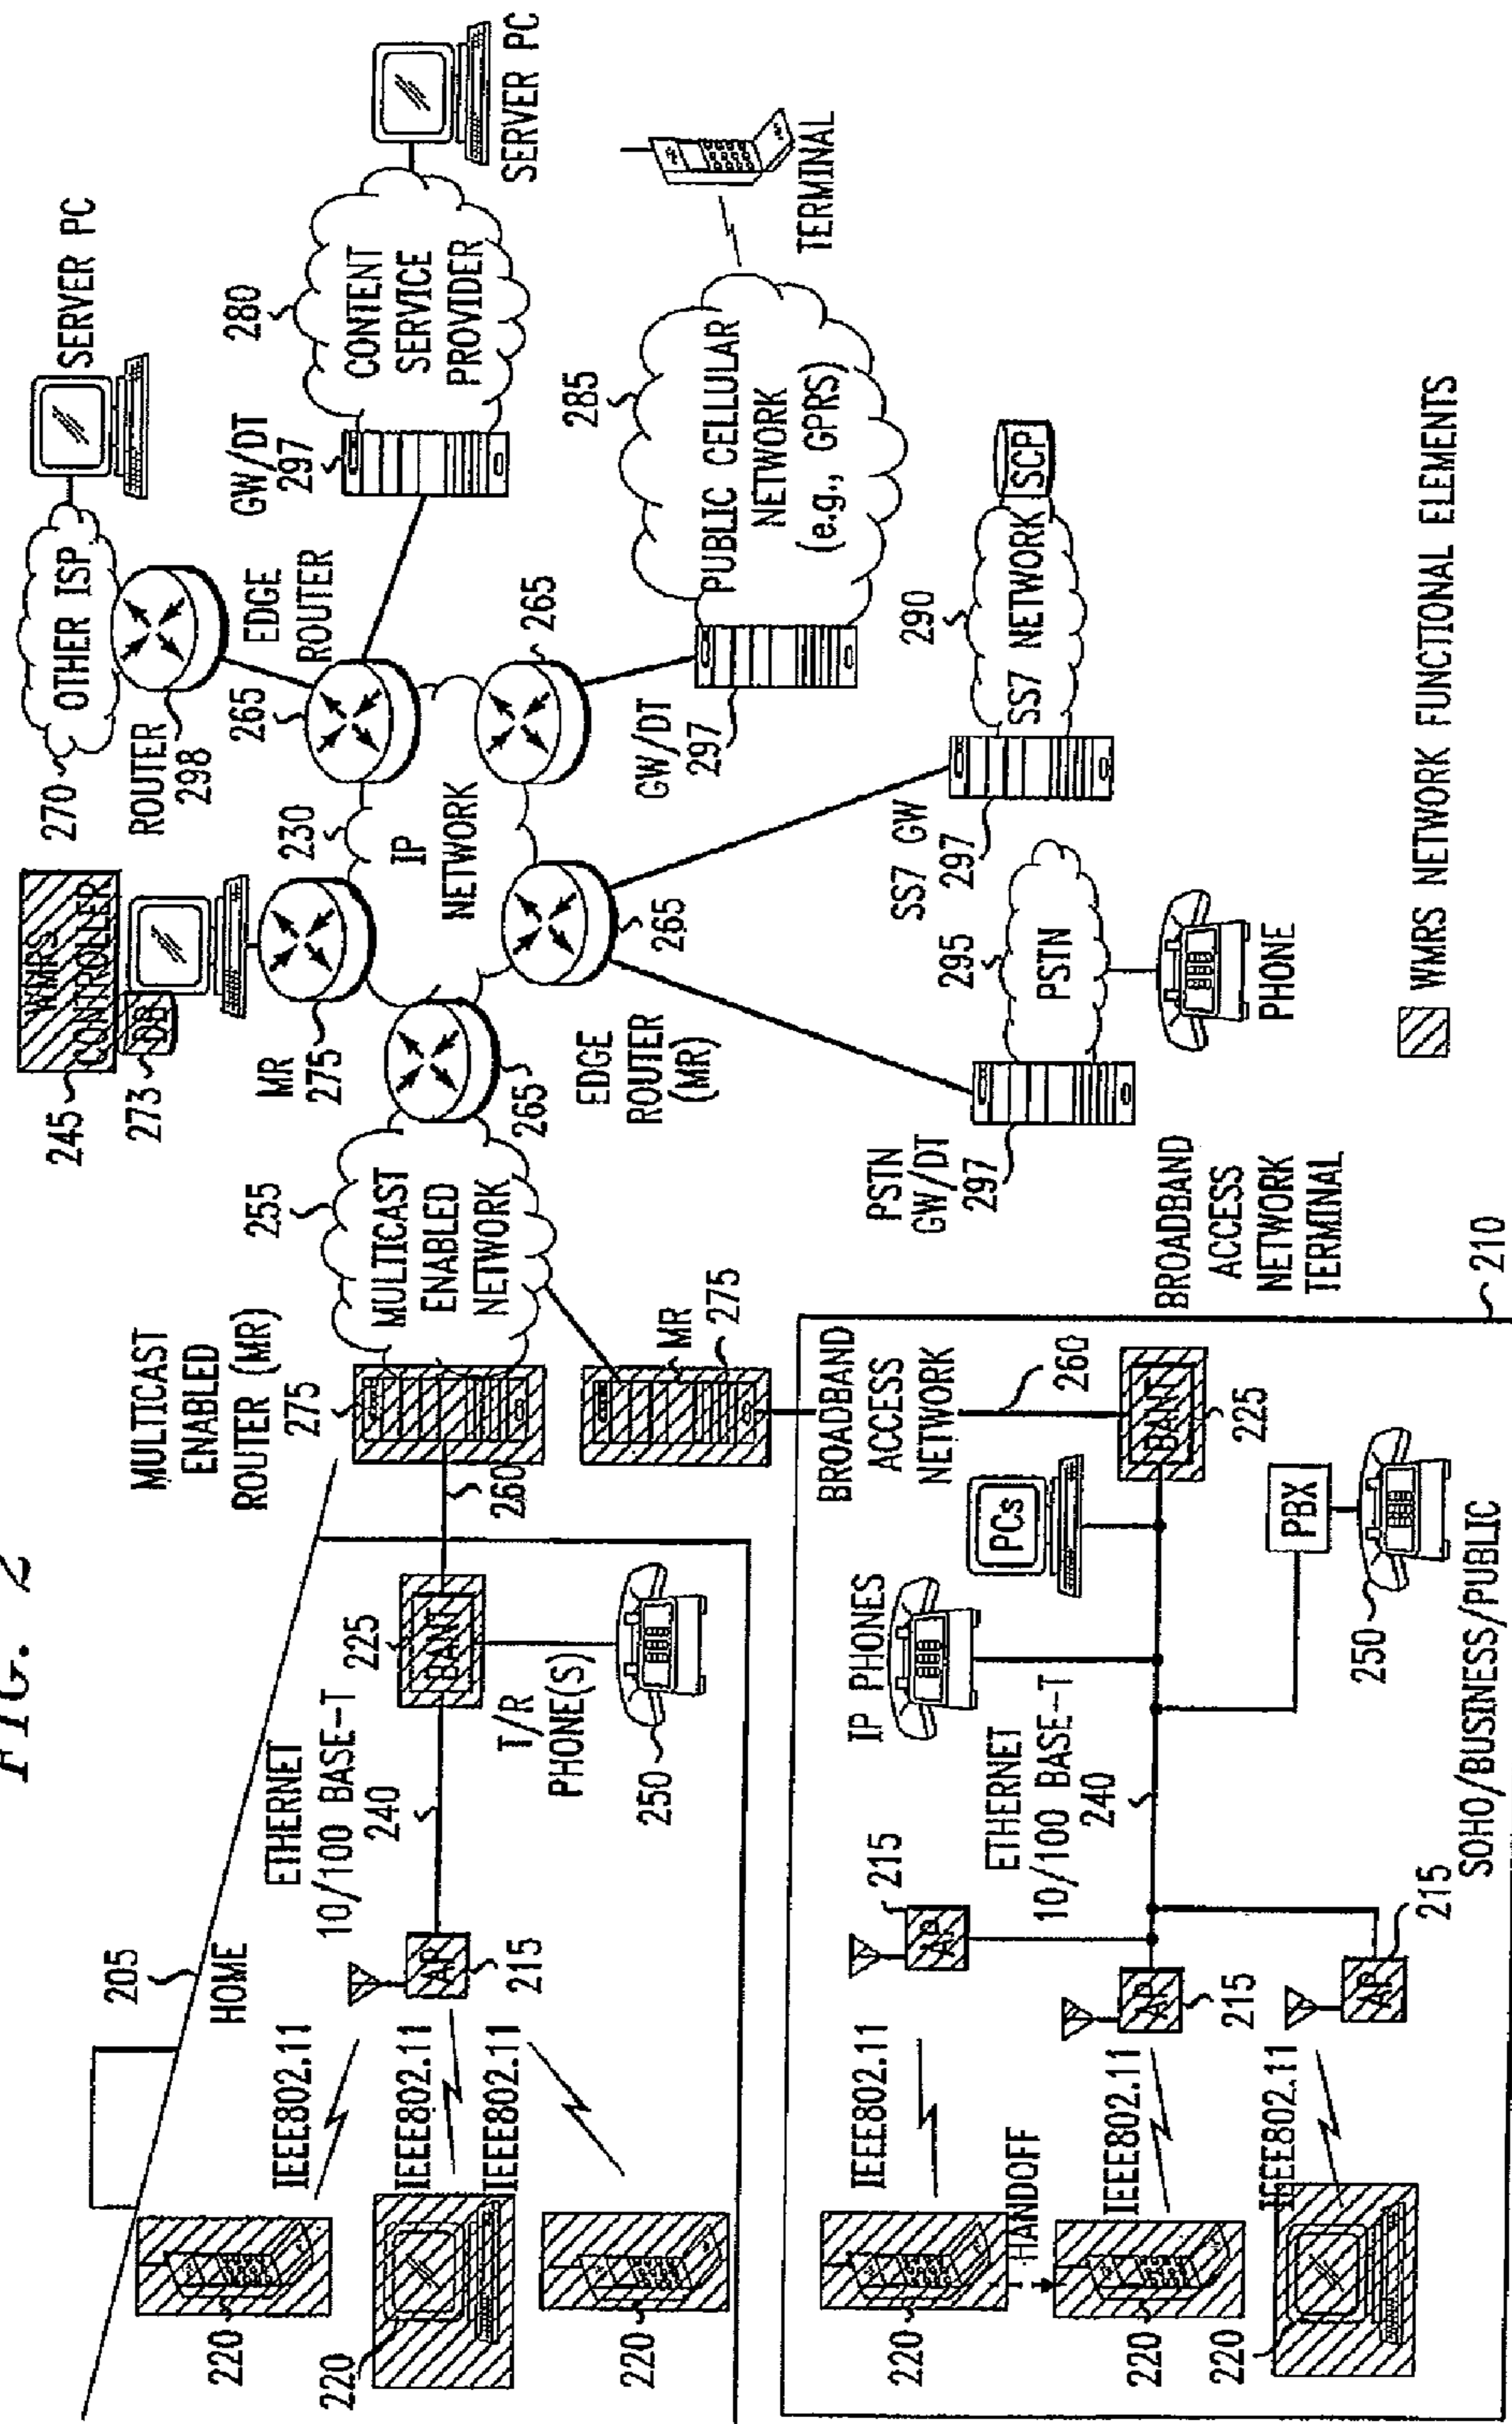 FIG. 2
205
HOME
220
220
220
IEEE802.11
IEEE802.11
IEEE802.11
AP
215
ETHERNET
10/100 BASE-T
240
BANT
225
T/R
PHONE(S)
250
260
MULTICAST
ENABLED
ROUTER (MR)
275
MR
275
255
MULTICAST
ENABLED
NETWORK
245
WMRS
CONTROLLER
273
DB
MR
275
265
230
IP
NETWORK
EDGE
ROUTER
(MR)
265
270
OTHER ISP
SERVER PC
ROUTER
298
EDGE
ROUTER
265
265
280
CONTENT
SERVICE
PROVIDER
SERVER PC
GW/DT
297
285
PUBLIC CELLULAR
NETWORK
(e.g., GPRS)
TERMINAL
GW/DT
297
290
SS7 NETWORK
SCP
SS7 GW
297
295
PSTN
PHONE
PSTN
GW/DT
297
BROADBAND
ACCESS
NETWORK
TERMINAL
210
BROADBAND
ACCESS
NETWORK
260
BANT
225
PCs
IP PHONES
PBX
250
ETHERNET
10/100 BASE-T
240
AP
215
AP
215
AP
215
IEEE802.11
HANDOFF
IEEE802.11
IEEE802.11
220
220
220
SOHO/BUSINESS/PUBLIC
WMRS NETWORK FUNCTIONAL ELEMENTS